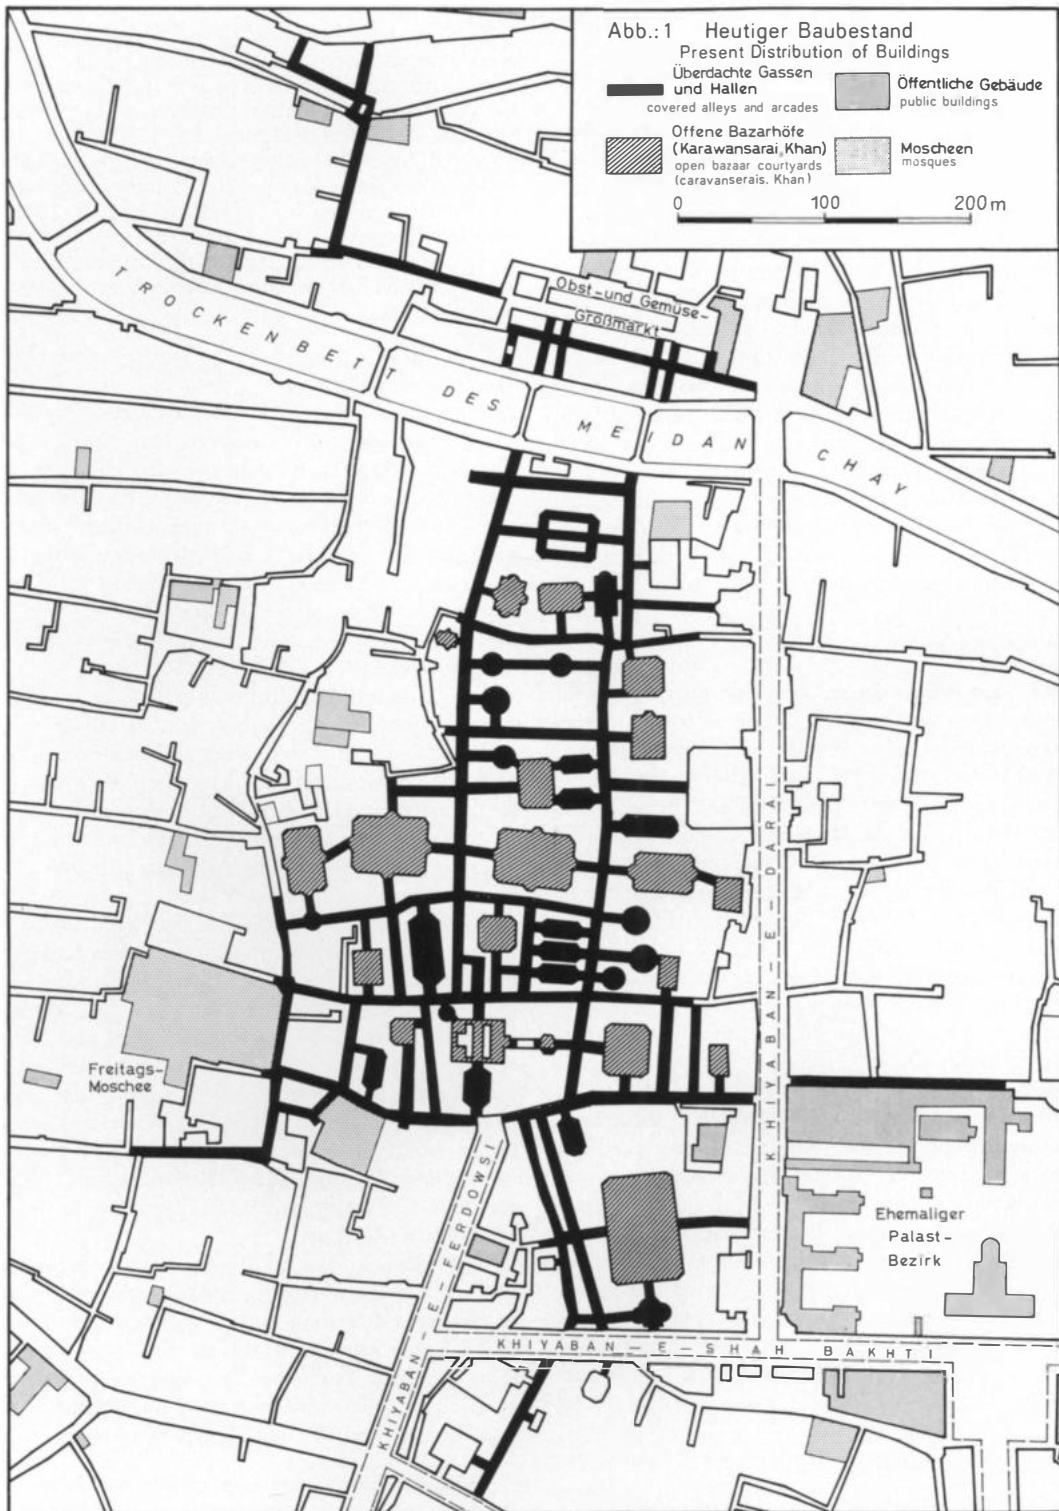 Abb.: 1 Heutiger Baubestand
Present Distribution of Buildings
Überdachte Gassen
und Hallen
covered alleys and arcades
Öffentliche Gebäude
public buildings
Offene Bazarhöfe
(Karawansarai, Khan)
open bazaar courtyards
(caravanserais. Khan)
Moscheen
mosques
0 100 200 m
Obst-und Gemüse-
Großmarkt
TROCKENBETT DES MEIDAN CHAY
KHIYABAN-E-DARAI
Freitags-
Moschee
KHIYABAN-E-FERDOWSI
Ehemaliger
Palast-
Bezirk
KHIYABAN-E-SHAH BAKHTI